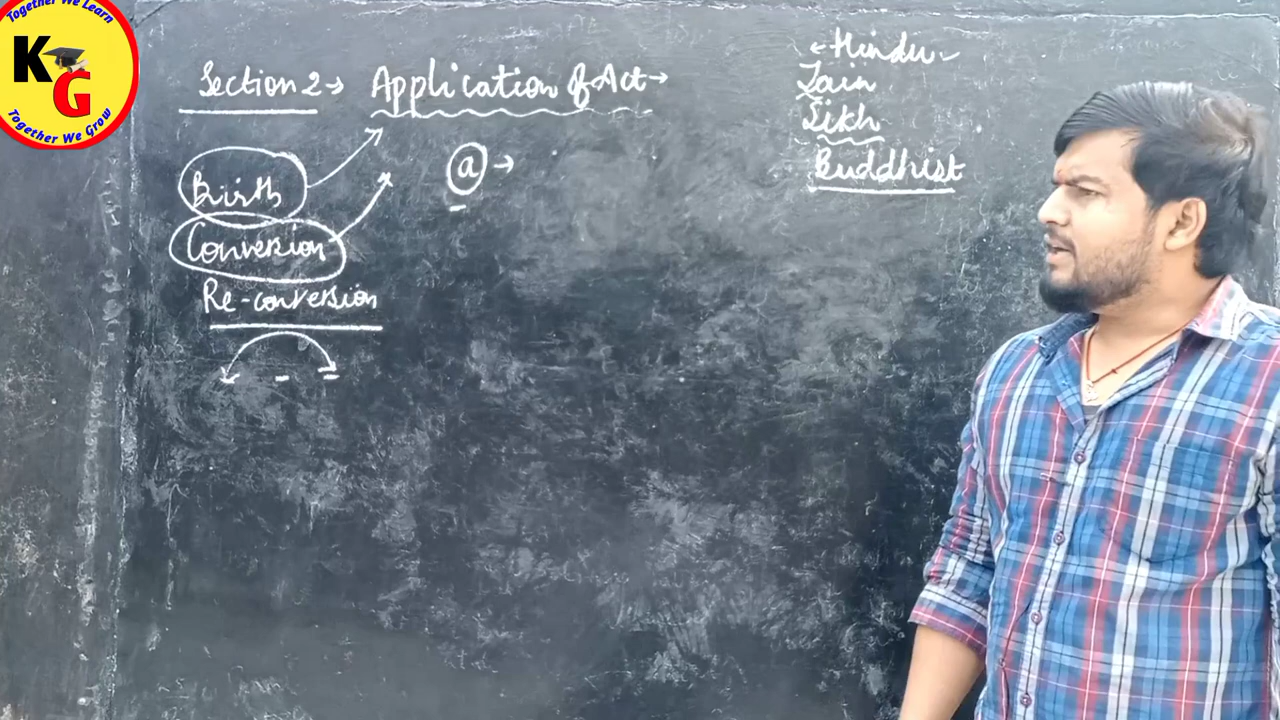 Together We Learn
KG
Together We Grow
Section 2→ Application of Act→
←Hindu
Jain
Sikh
Buddhist
Birth
@→
Conversion
Re-conversion